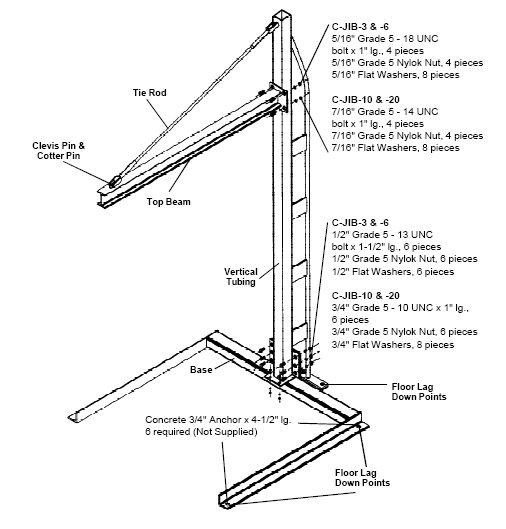 C-JIB-3 & -6
5/16" Grade 5 - 18 UNC
bolt x 1" lg., 4 pieces
5/16" Grade 5 Nylok Nut, 4 pieces
5/16" Flat Washers, 8 pieces
C-JIB-10 & -20
7/16" Grade 5 - 14 UNC
bolt x 1" lg., 4 pieces
7/16" Grade 5 Nylok Nut, 4 pieces
7/16" Flat Washers, 8 pieces
Tie Rod
Clevis Pin &
Cotter Pin
Top Beam
C-JIB-3 & -6
1/2" Grade 5 - 13 UNC
bolt x 1-1/2" lg., 6 pieces
1/2" Grade 5 Nylok Nut, 6 pieces
1/2" Flat Washers, 6 pieces
Vertical
Tubing
C-JIB-10 & -20
3/4" Grade 5 - 10 UNC x 1" lg.,
6 pieces
3/4" Grade 5 Nylok Nut, 6 pieces
3/4" Flat Washers, 8 pieces
Base
Floor Lag
Down Points
Concrete 3/4" Anchor x 4-1/2" lg.
6 required (Not Supplied)
Floor Lag
Down Points